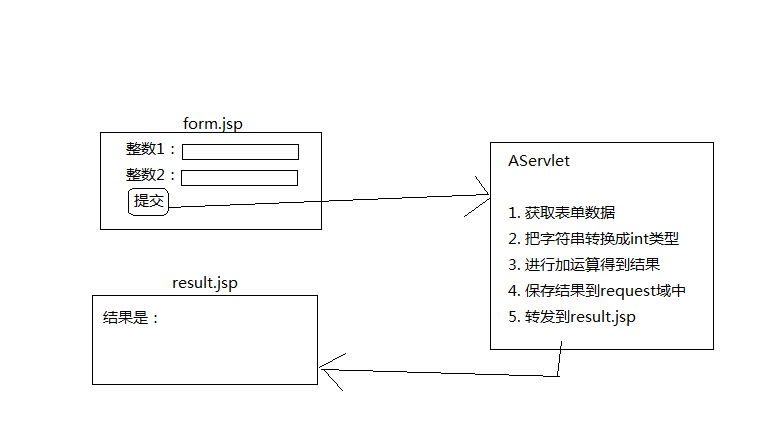 form.jsp
整数1：
整数2：
提交
AServlet
1. 获取表单数据
2. 把字符串转换成int类型
3. 进行加运算得到结果
4. 保存结果到request域中
5. 转发到result.jsp
result.jsp
结果是：